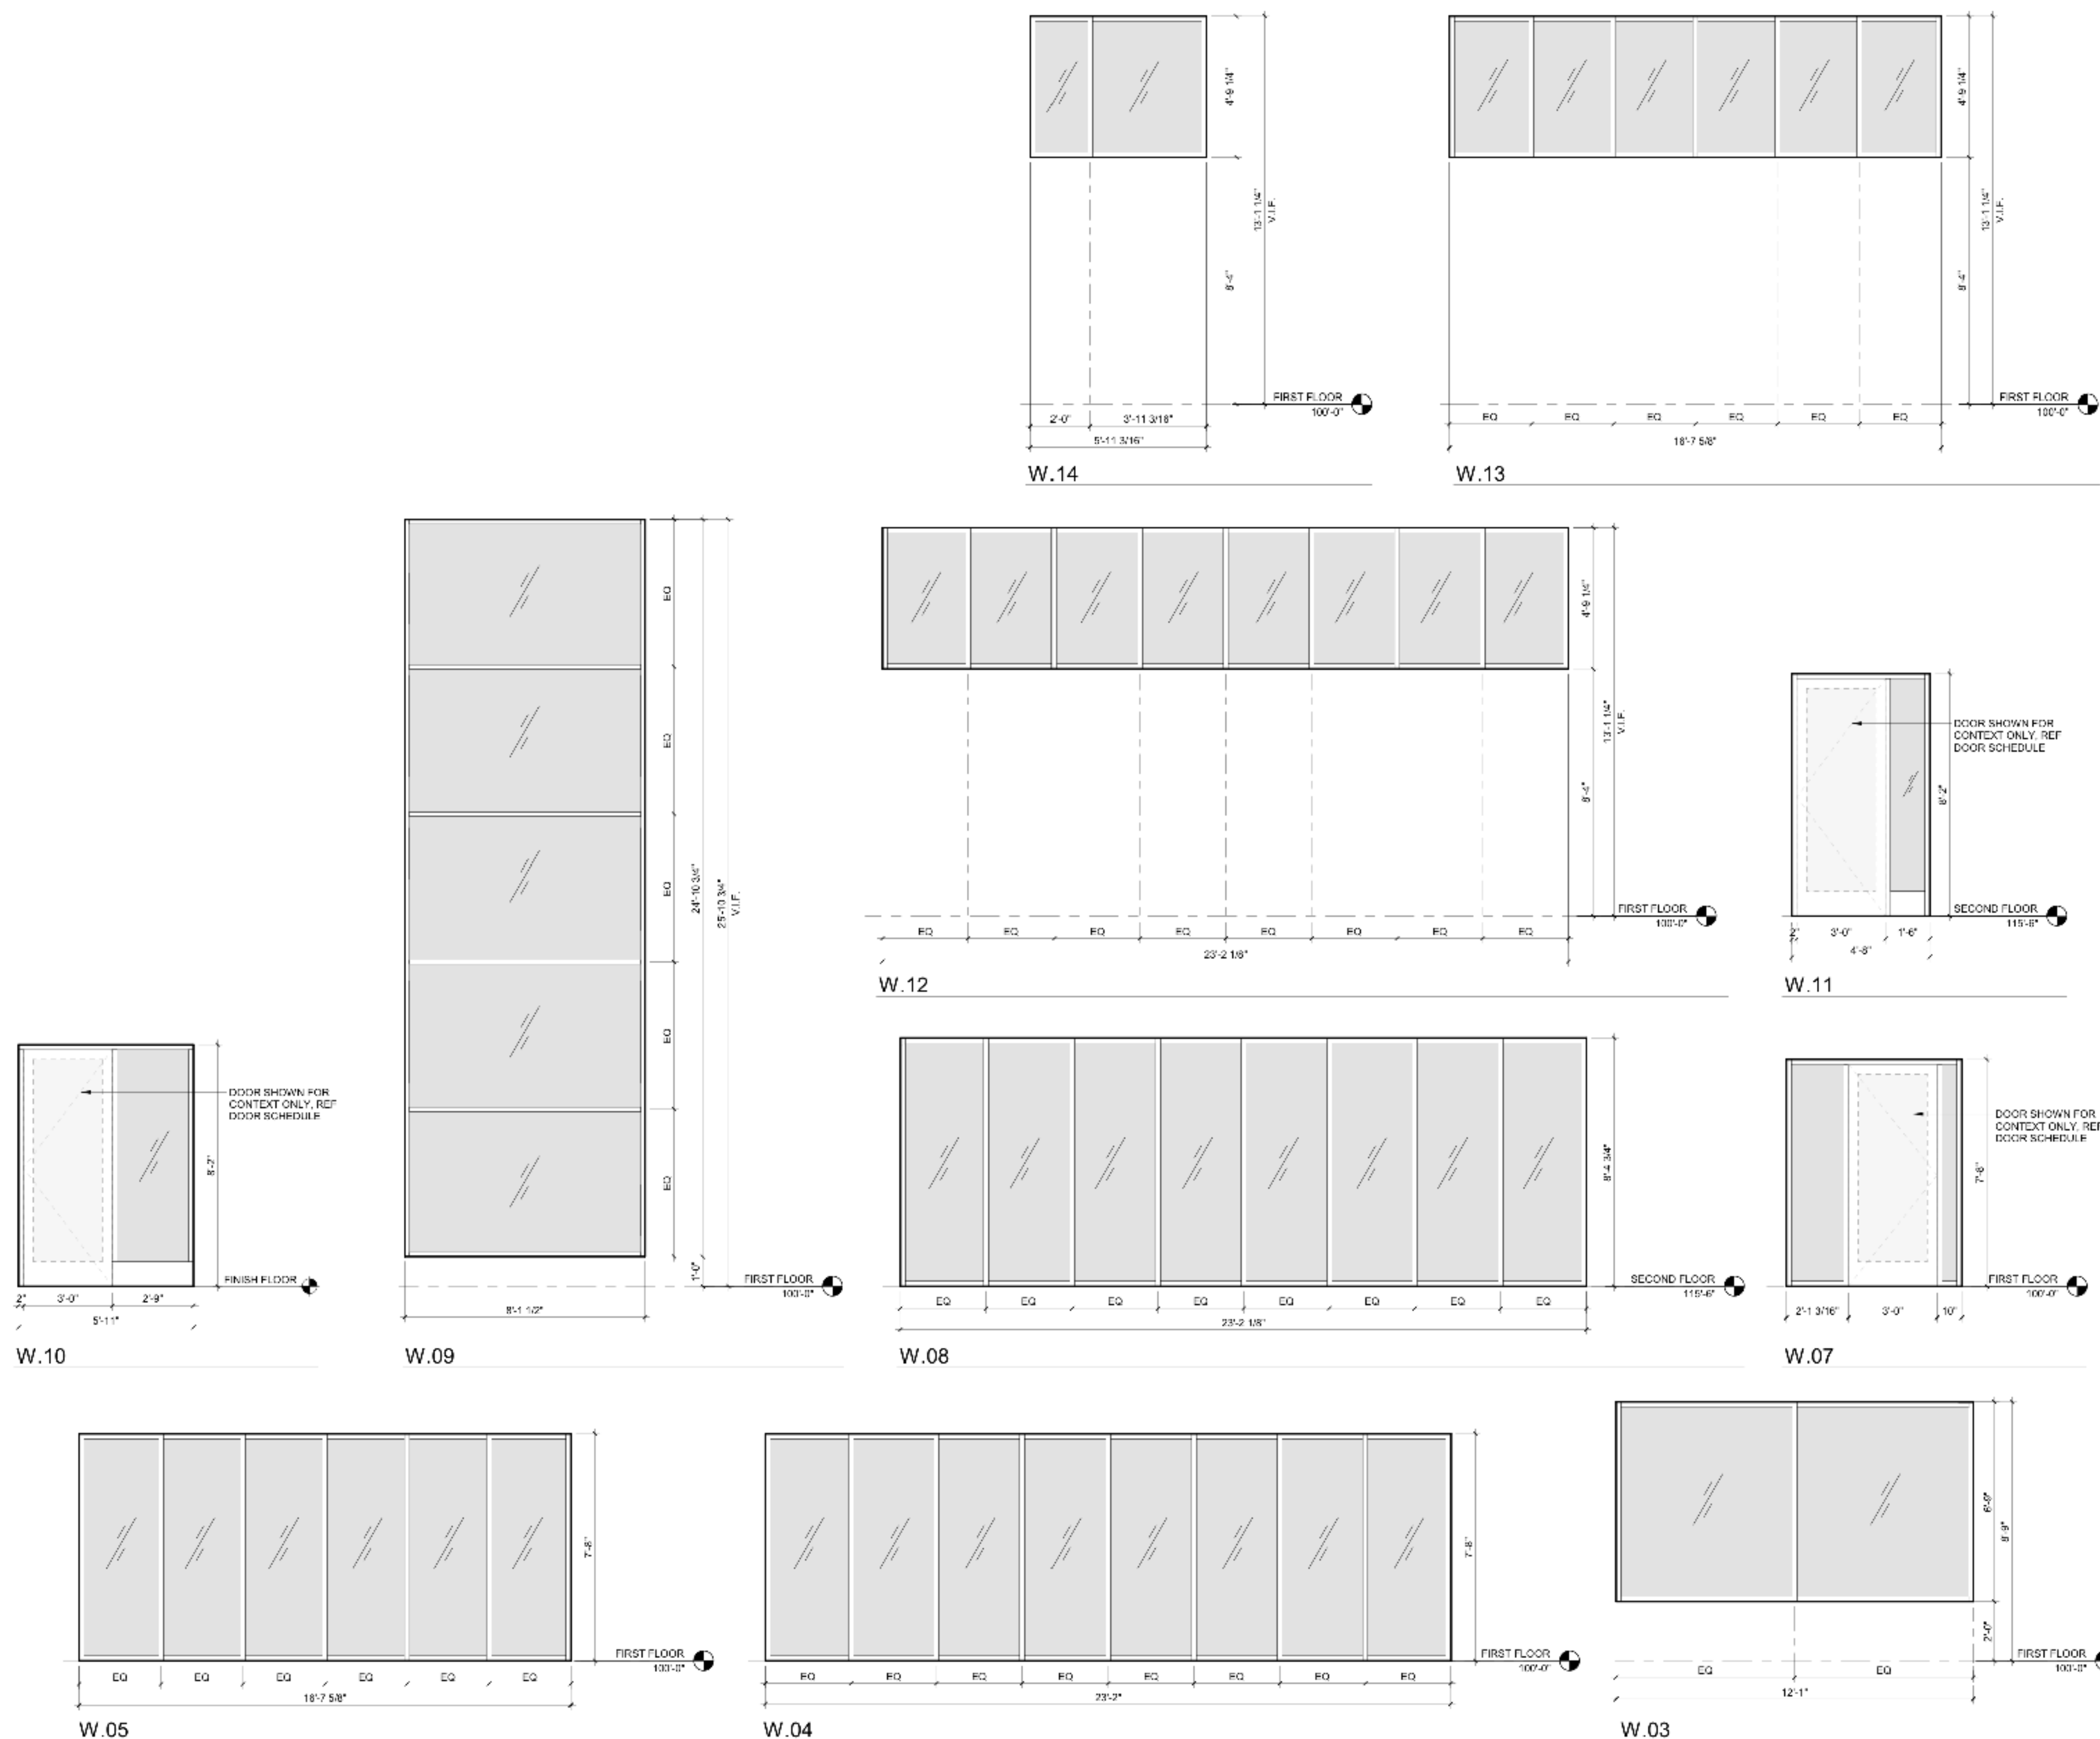 4'-9 1/4"
13'-1 1/4"
V.I.F.
8'-4"
FIRST FLOOR
100'-0"
2'-0"
3'-11 3/16"
5'-11 3/16"
W.14
4'-9 1/4"
13'-1 1/4"
V.I.F.
8'-4"
FIRST FLOOR
100'-0"
EQ EQ EQ EQ EQ EQ
18'-7 5/8"
W.13
EQ
EQ
EQ
EQ
EQ
24'-10 3/4"
25'-10 3/4"
V.I.F.
1'-0"
FIRST FLOOR
100'-0"
8'-1 1/2"
W.09
4'-9 1/4"
13'-1 1/4"
V.I.F.
8'-4"
FIRST FLOOR
100'-0"
EQ EQ EQ EQ EQ EQ EQ EQ
23'-2 1/8"
W.12
DOOR SHOWN FOR
CONTEXT ONLY, REF
DOOR SCHEDULE
8'-2"
SECOND FLOOR
115'-6"
2" 3'-0" 1'-6"
4'-8"
W.11
DOOR SHOWN FOR
CONTEXT ONLY, REF
DOOR SCHEDULE
8'-2"
FINISH FLOOR
2" 3'-0" 2'-9"
5'-11"
W.10
8'-4 3/4"
SECOND FLOOR
115'-6"
EQ EQ EQ EQ EQ EQ EQ EQ
23'-2 1/8"
W.08
DOOR SHOWN FOR
CONTEXT ONLY, REF
DOOR SCHEDULE
7'-8"
FIRST FLOOR
100'-0"
2'-1 3/16" 3'-0" 10"
W.07
7'-8"
FIRST FLOOR
100'-0"
EQ EQ EQ EQ EQ EQ
18'-7 5/8"
W.05
7'-8"
FIRST FLOOR
100'-0"
EQ EQ EQ EQ EQ EQ EQ EQ
23'-2"
W.04
6'-9"
8'-9"
2'-0"
FIRST FLOOR
100'-0"
EQ EQ
12'-1"
W.03